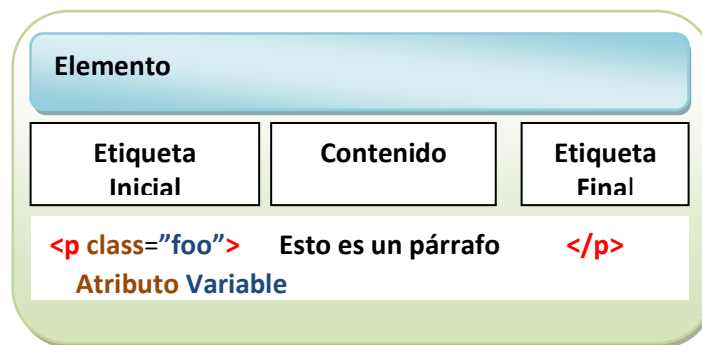 Elemento
Etiqueta Inicial
Contenido
Etiqueta Final
<p class=”foo”> Esto es un párrafo </p>
Atributo Variable